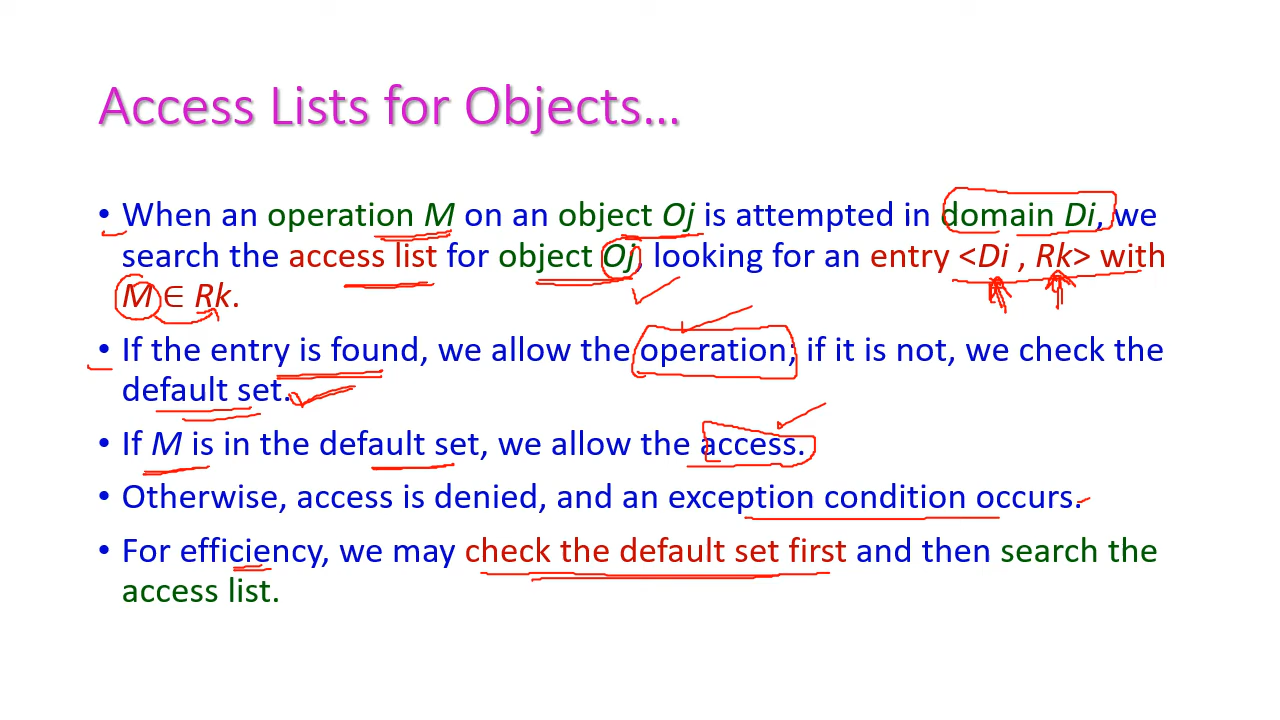 Access Lists for Objects...
• When an operation M on an object Oj is attempted in domain Di, we
search the access list for object Oj, looking for an entry <Di , Rk> with
M ∈ Rk.
• If the entry is found, we allow the operation; if it is not, we check the
default set.
• If M is in the default set, we allow the access.
• Otherwise, access is denied, and an exception condition occurs.
• For efficiency, we may check the default set first and then search the
access list.